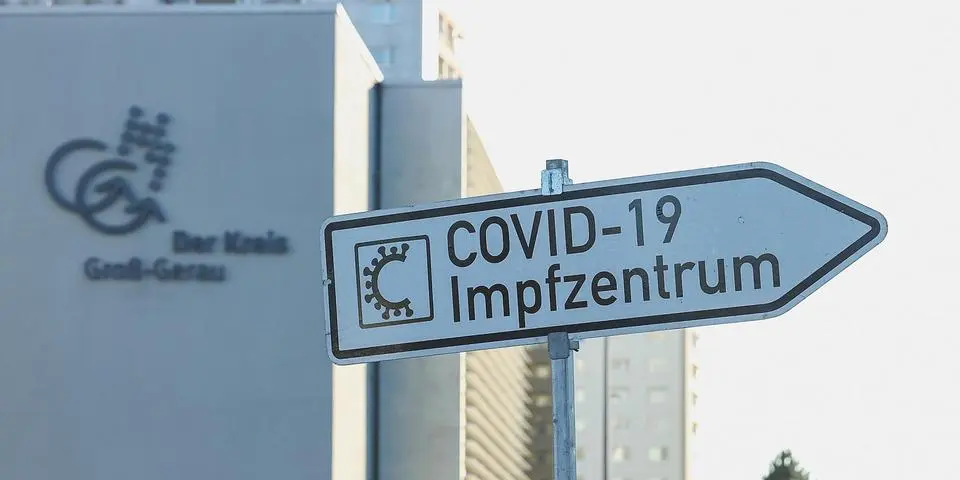 Der Kreis
Groß-Gerau
COVID-19
Impfzentrum